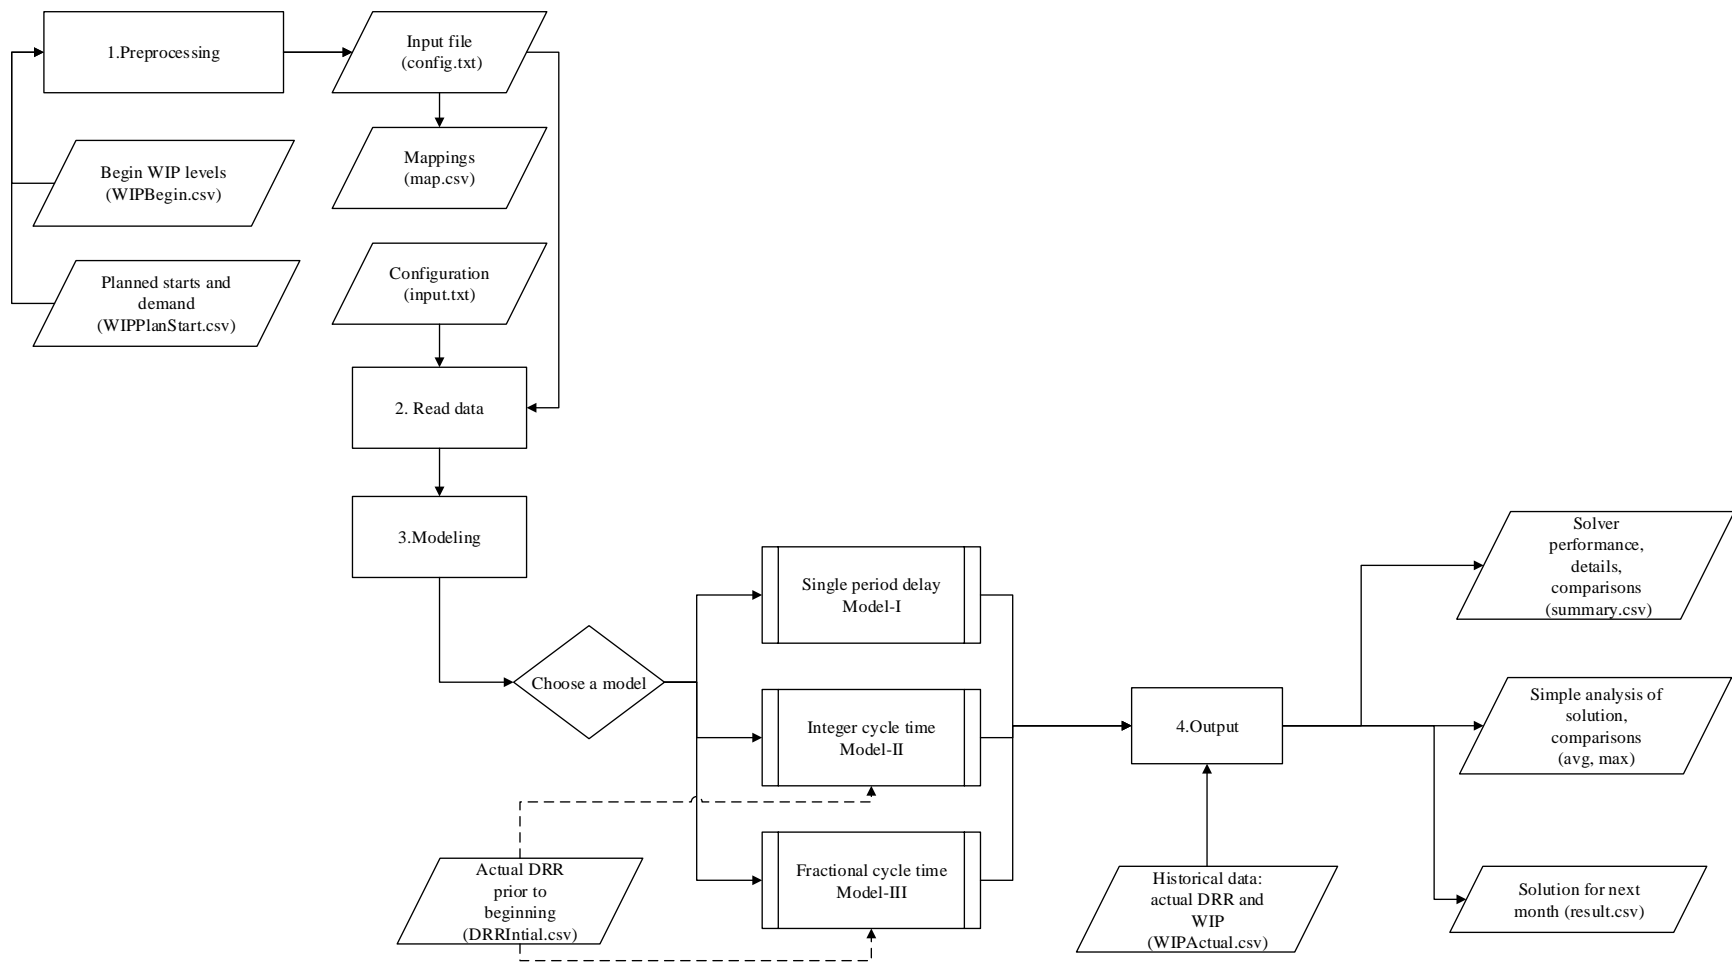 1.Preprocessing
Input file
(config.txt)
Begin WIP levels
(WIPBegin.csv)
Mappings
(map.csv)
Planned starts and
demand
(WIPPlanStart.csv)
Configuration
(input.txt)
2. Read data
3.Modeling
Choose a model
Single period delay
Model-I
Integer cycle time
Model-II
Fractional cycle time
Model-III
Actual DRR
prior to
beginning
(DRRIntial.csv)
4.Output
Historical data:
actual DRR and
WIP
(WIPActual.csv)
Solver
performance,
details,
comparisons
(summary.csv)
Simple analysis of
solution,
comparisons
(avg, max)
Solution for next
month (result.csv)